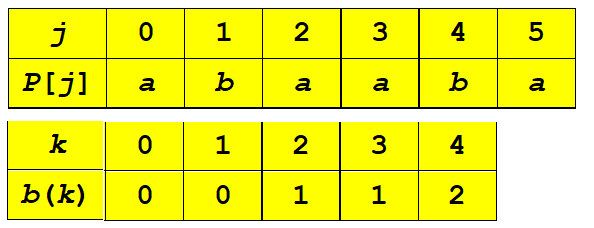 j 0 1 2 3 4 5
P[j] a b a a b a
k 0 1 2 3 4
b(k) 0 0 1 1 2